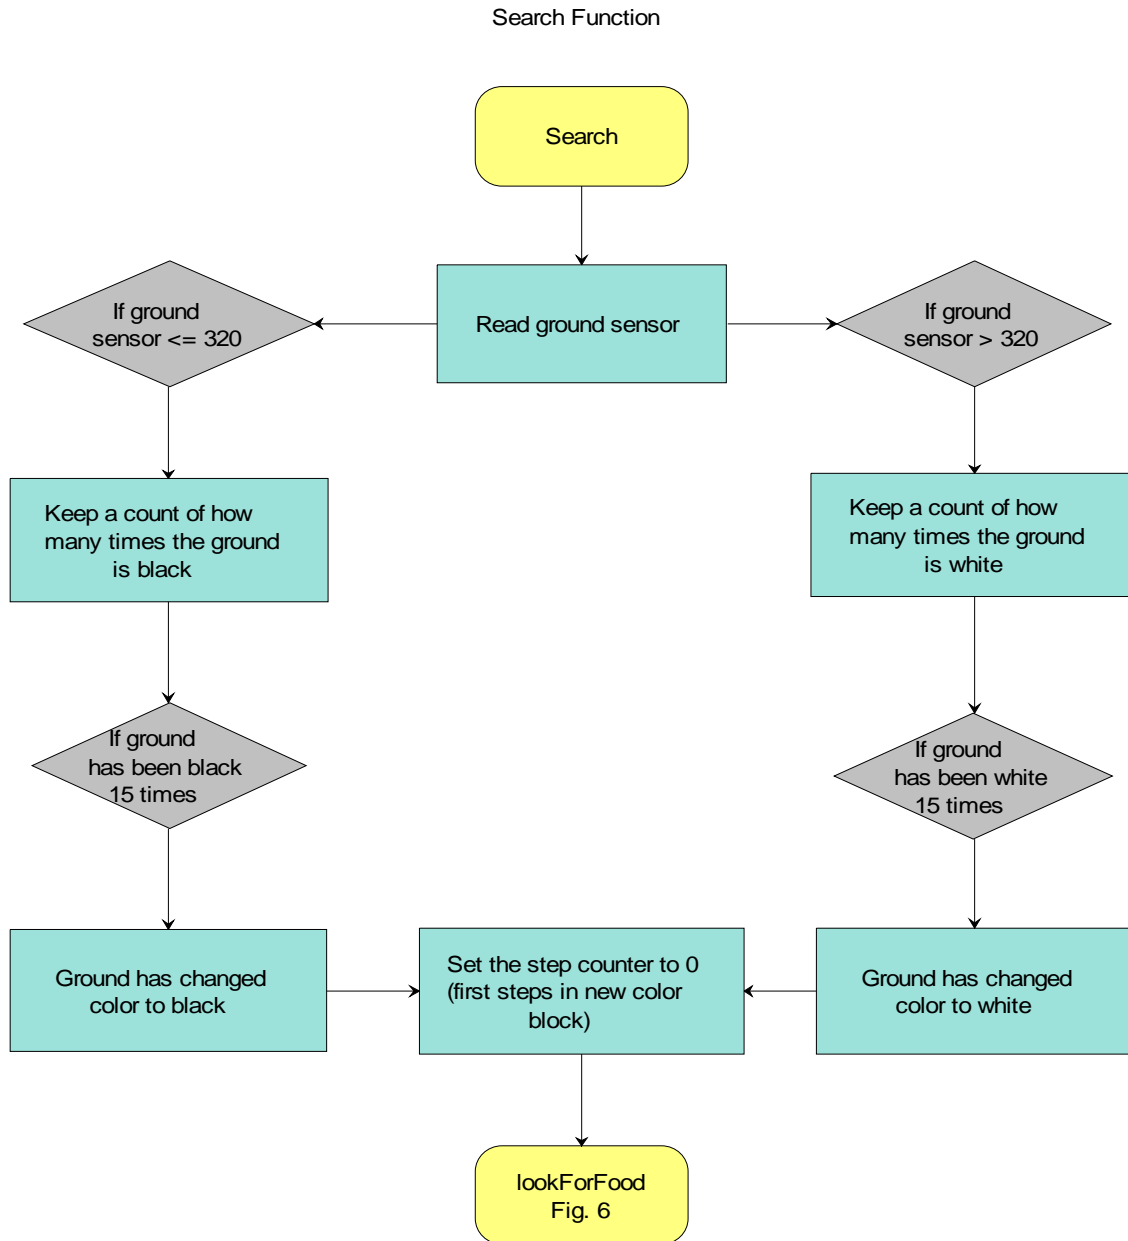 Search Function
Search
If ground
sensor <= 320
Read ground sensor
If ground
sensor > 320
Keep a count of how
many times the ground
is black
Keep a count of how
many times the ground
is white
If ground
has been black
15 times
If ground
has been white
15 times
Ground has changed
color to black
Set the step counter to 0
(first steps in new color
block)
Ground has changed
color to white
lookForFood
Fig. 6